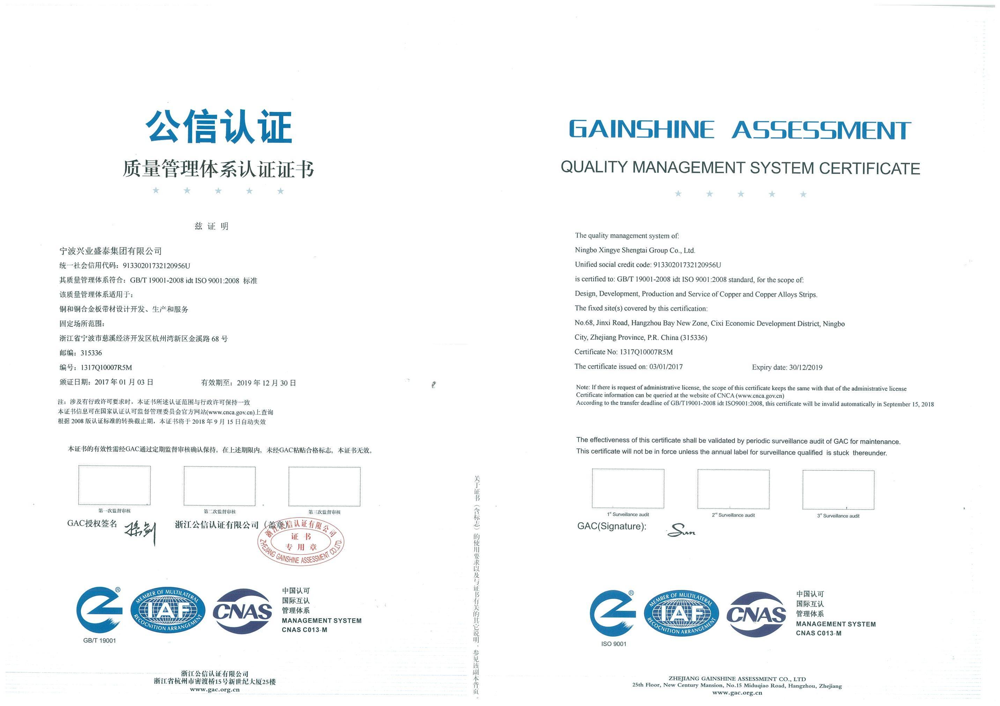 公信认证
质量管理体系认证证书
兹 证 明
宁波兴业盛泰集团有限公司
统一社会信用代码：91330201732120956U
其质量管理体系符合：GB/T 19001-2008 idt ISO 9001:2008 标准
该质量管理体系适用于：
铜和铜合金板带材设计开发、生产和服务
固定场所范围：
浙江省宁波市慈溪经济开发区杭州湾新区金溪路 68 号
邮编：315336
编号：1317Q10007R5M
颁证日期：2017 年 01 月 03 日 有效期至：2019 年 12 月 30 日
注：涉及有行政许可要求时，本证书所述认证范围与行政许可保持一致
本证书信息可在国家认证认可监督管理委员会官方网站(www.cnca.gov.cn)上查询
根据 2008 版认证标准的转换截止期，本证书将于 2018 年 9 月 15 日自动失效
本证书的有效性需经GAC通过定期监督审核确认保持。在上述期限内，未经GAC粘贴合格标志，本证书无效。
第一次监督审核 第二次监督审核 第三次监督审核
GAC授权签名 孫剑 浙江公信认证有限公司（盖章）
浙江公信认证有限公司
证 书
专 用 章
ZHEJIANG GAINSHINE ASSESSMENT CO.,LTD.
®
GB/T 19001
MEMBER OF MULTILATERAL
IAF
RECOCNITION ARRANGEMENT
CNAS
中国认可
国际互认
管理体系
MANAGEMENT SYSTEM
CNAS C013-M
浙江公信认证有限公司
浙江省杭州市密渡桥15号新世纪大厦25楼
www.gac.org.cn
关于证书（含标志）的使用要求以及与证书有关的其它说明，参见该副本背页。
GAINSHINE ASSESSMENT
QUALITY MANAGEMENT SYSTEM CERTIFICATE
The quality management system of:
Ningbo Xingye Shengtai Group Co., Ltd.
Unified social credit code: 91330201732120956U
is certified to: GB/T 19001-2008 idt ISO 9001:2008 standard, for the scope of:
Design, Development, Production and Service of Copper and Copper Alloys Strips.
The fixed site(s) covered by this certification:
No.68, Jinxi Road, Hangzhou Bay New Zone, Cixi Economic Development District, Ningbo
City, Zhejiang Province, P.R. China (315336)
Certificate No: 1317Q10007R5M
The certificate issued on: 03/01/2017 Expiry date: 30/12/2019
Note: If there is request of administrative license, the scope of this certificate keeps the same with that of the administrative license
Certificate information can be queried at the website of CNCA (www.cnca.gov.cn)
According to the transfer deadline of GB/T19001-2008 idt ISO9001:2008, this certificate will be invalid automatically in September 15, 2018
The effectiveness of this certificate shall be validated by periodic surveillance audit of GAC for maintenance.
This certificate will not be in force unless the annual label for surveillance qualified is stuck thereunder.
1st Surveillance audit 2nd Surveillance audit 3rd Surveillance audit
GAC(Signature): Sun
®
ISO 9001
MEMBER OF MULTILATERAL
IAF
RECOCNITION ARRANGEMENT
CNAS
中国认可
国际互认
管理体系
MANAGEMENT SYSTEM
CNAS C013-M
ZHEJIANG GAINSHINE ASSESSMENT CO., LTD
25th Floor, New Century Mansion, No.15 Miduqiao Road, Hangzhou, Zhejiang
www.gac.org.cn